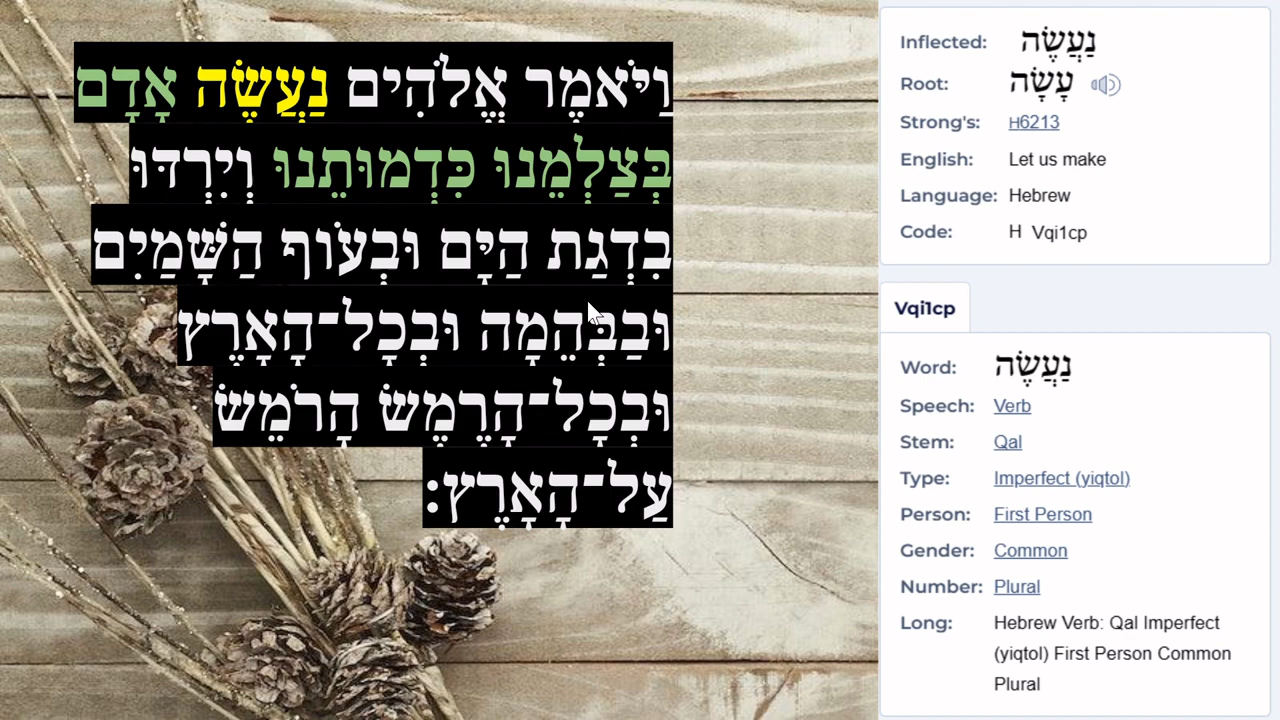 וַיֹּאמֶר אֱלֹהִים נַעֲשֶׂה אָדָם
בְּצַלְמֵנוּ כִּדְמוּתֵנוּ וְיִרְדּוּ
בִדְגַת הַיָּם וּבְעוֹף הַשָּׁמַיִם
וּבַבְּהֵמָה וּבְכָל־הָאָרֶץ
וּבְכָל־הָרֶמֶשׂ הָרֹמֵשׂ
עַל־הָאָרֶץ׃
Inflected: נַעֲשֶׂה
Root: עָשָׂה
Strong's: H6213
English: Let us make
Language: Hebrew
Code: H Vqi1cp
Vqi1cp
Word: נַעֲשֶׂה
Speech: Verb
Stem: Qal
Type: Imperfect (yiqtol)
Person: First Person
Gender: Common
Number: Plural
Long: Hebrew Verb: Qal Imperfect
(yiqtol) First Person Common
Plural